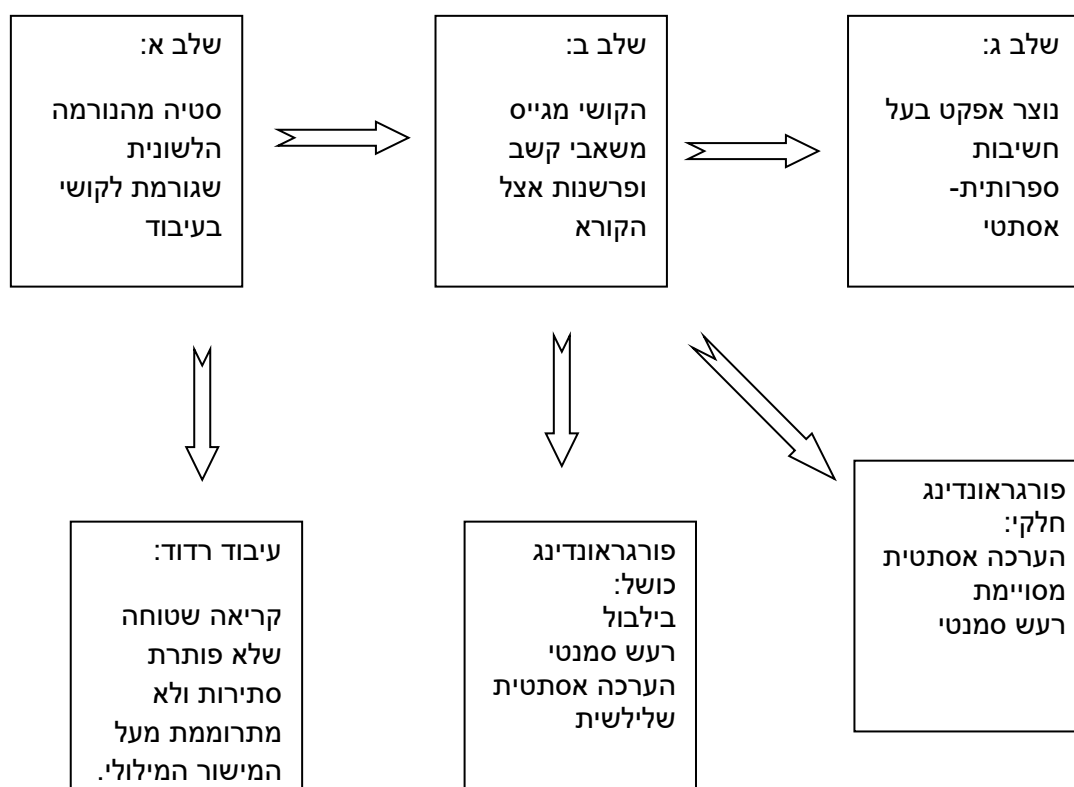 שלב א:
סטיה מהנורמה
הלשונית
שגורמת לקושי
בעיבוד
שלב ב:
הקושי מגייס
משאבי קשב
ופרשנות אצל
הקורא
שלב ג:
נוצר אפקט בעל
חשיבות
ספרותית-
אסתטי
עיבוד רדוד:
קריאה שטוחה
שלא פותרת
סתירות ולא
מתרוממת מעל
המישור המילולי.
פורגראונדינג
כושל:
בילבול
רעש סמנטי
הערכה אסתטית
שלילשית
פורגראונדינג
חלקי:
הערכה אסתטית
מסויימת
רעש סמנטי